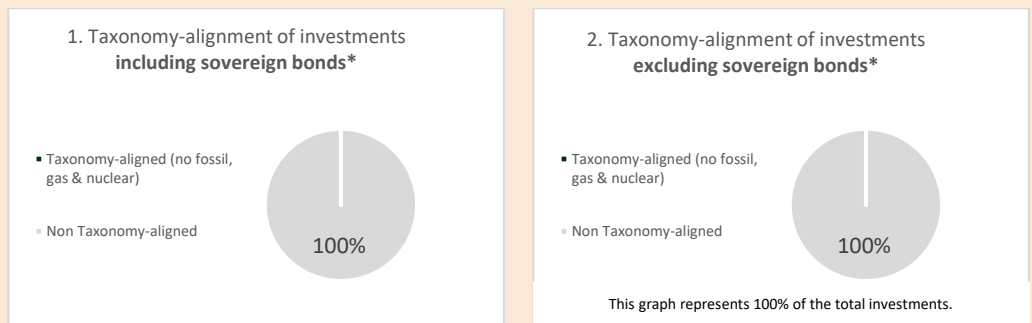 1. Taxonomy-alignment of investments
including sovereign bonds*
Taxonomy-aligned (no fossil,
gas & nuclear)
Non Taxonomy-aligned
100%
2. Taxonomy-alignment of investments
excluding sovereign bonds*
Taxonomy-aligned (no fossil,
gas & nuclear)
Non Taxonomy-aligned
100%
This graph represents 100% of the total investments.